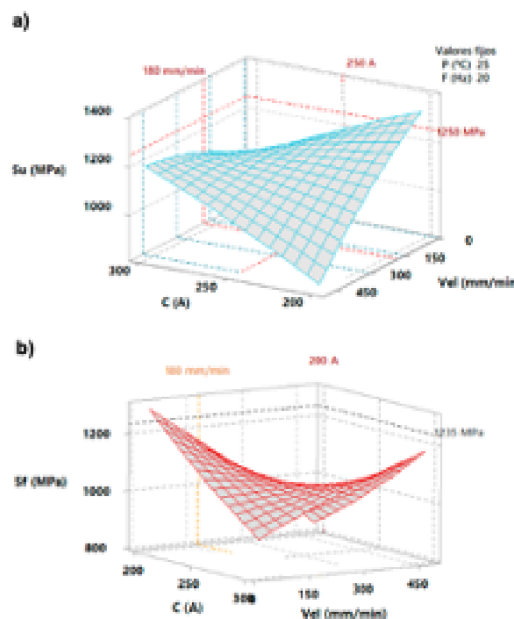 a)
180 mm/min
250 A
Valores fijos
P (°C) 25
F (Hz) 20
1400
1250 MPa
1200
Su (MPa)
1000
0
150
300
450
300
250
200
C (A)
Vel (mm/min)
b)
180 mm/min
200 A
1235 MPa
1200
Sf (MPa)
1000
800
200
250
300
150
300
450
C (A)
Vel (mm/min)